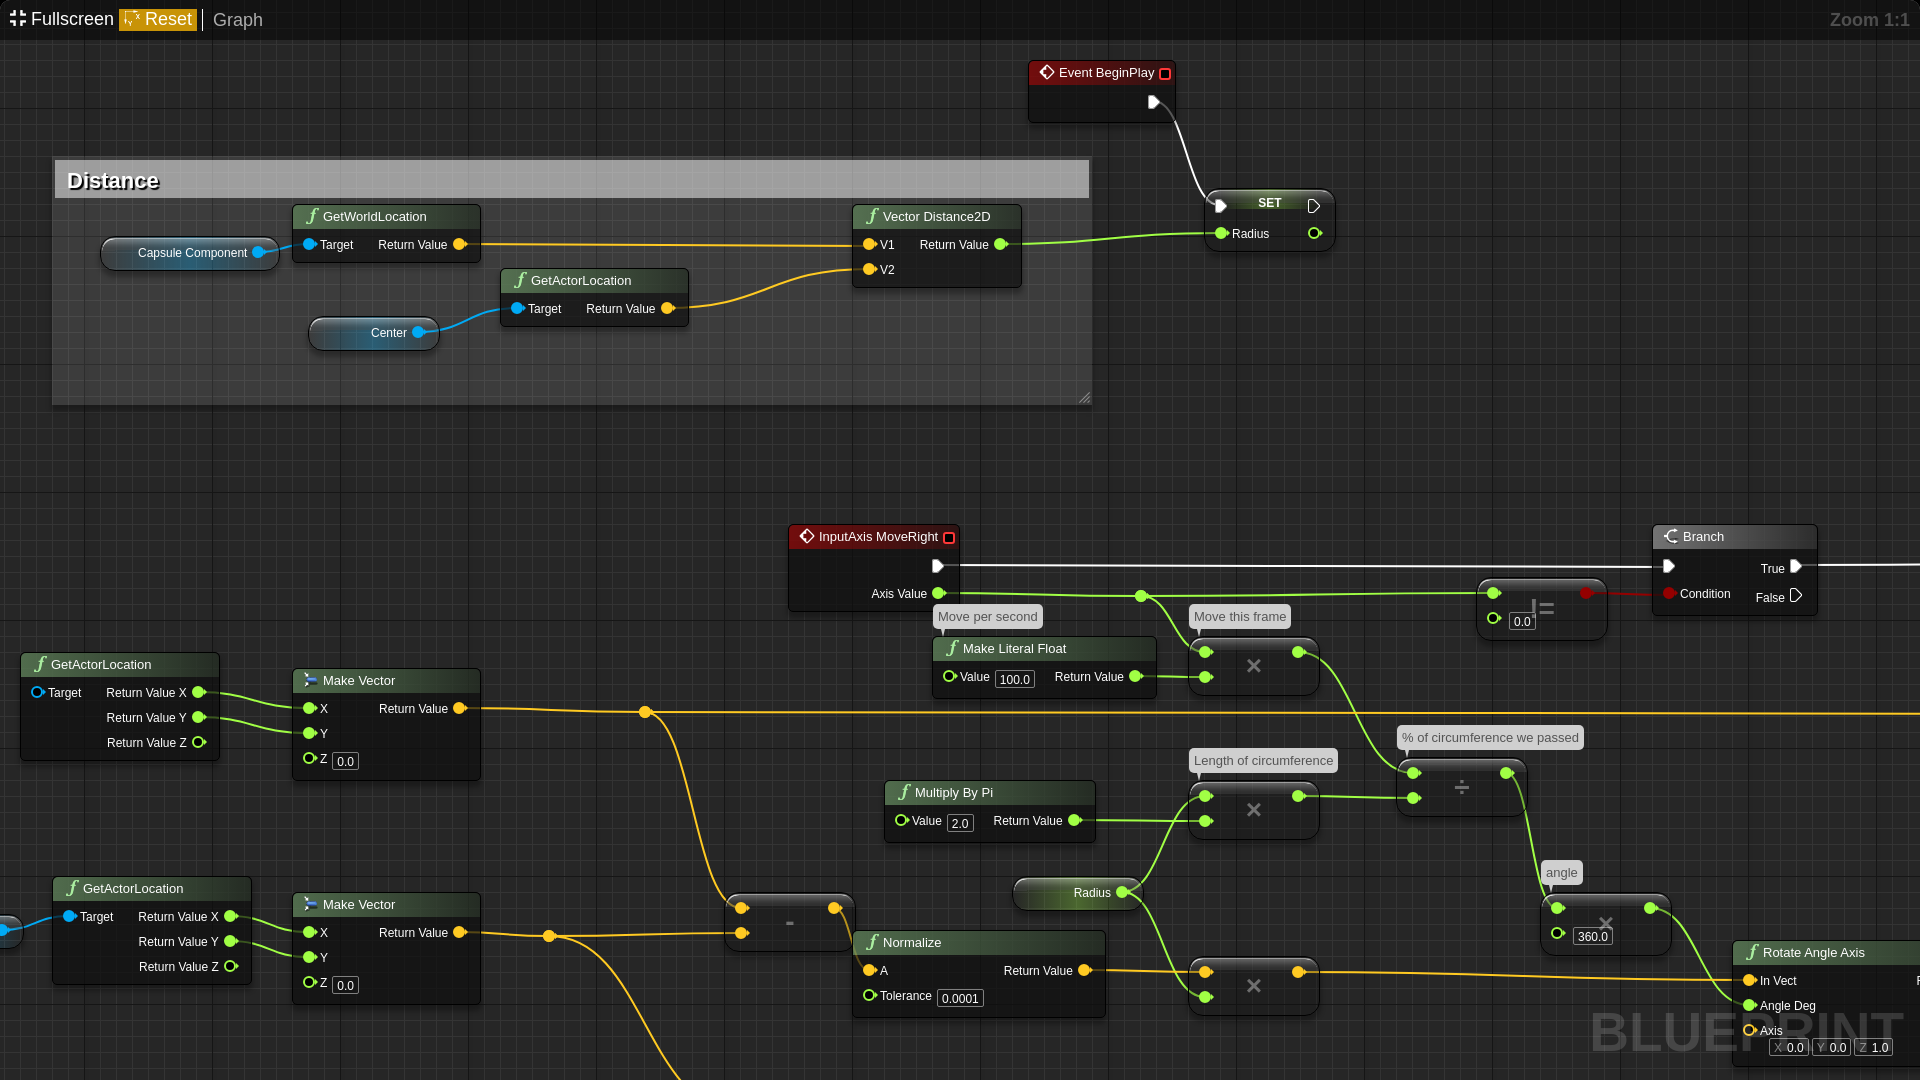 Fullscreen Reset Graph
Zoom 1:1
Event BeginPlay
Distance
SET
Radius
GetWorldLocation
Target Return Value
Capsule Component
Vector Distance2D
V1 Return Value
V2
GetActorLocation
Target Return Value
Center
InputAxis MoveRight
Axis Value
Branch
True
Condition
False
!=
0.0
Move per second
Move this frame
Make Literal Float
Value 100.0 Return Value
×
GetActorLocation
Target Return Value X
Return Value Y
Return Value Z
Make Vector
X Return Value
Y
Z 0.0
% of circumference we passed
÷
Length of circumference
×
Multiply By Pi
Value 2.0 Return Value
Radius
angle
×
360.0
GetActorLocation
Target Return Value X
Return Value Y
Return Value Z
Make Vector
X Return Value
Y
Z 0.0
-
Normalize
A Return Value
Tolerance 0.0001
×
Rotate Angle Axis
In Vect
Angle Deg
Axis
X 0.0 Y 0.0 Z 1.0
BLUEPRINT